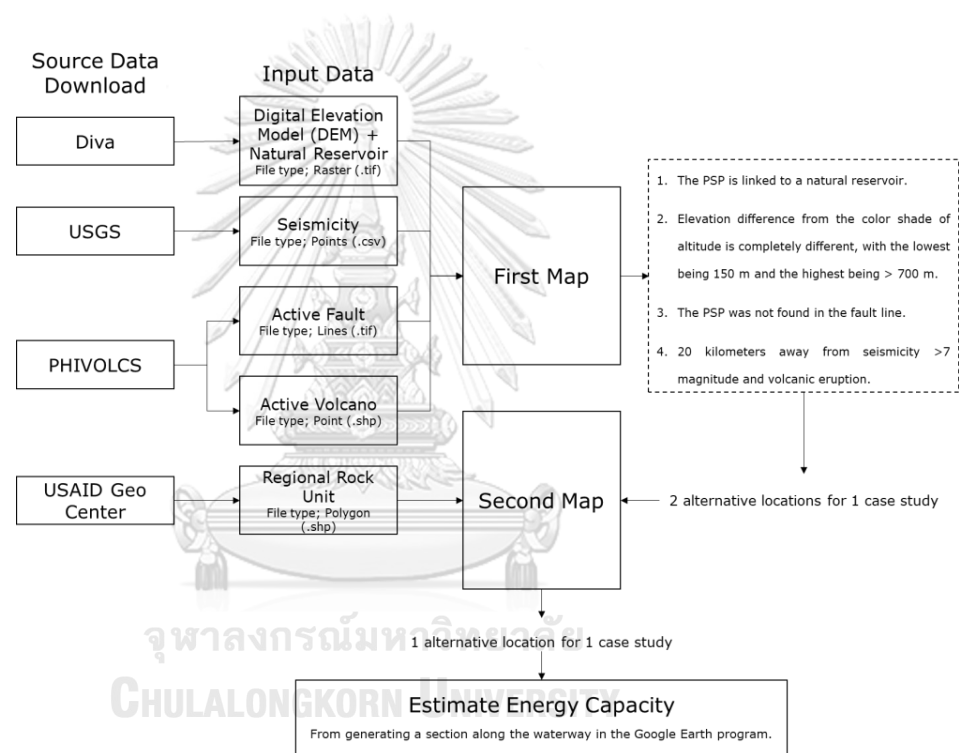 Source Data
Download
Input Data
Diva
Digital Elevation
Model (DEM) +
Natural Reservoir
File type; Raster (.tif)
USGS
Seismicity
File type; Points (.csv)
PHIVOLCS
Active Fault
File type; Lines (.tif)
Active Volcano
File type; Point (.shp)
USAID Geo
Center
Regional Rock
Unit
File type; Polygon
(.shp)
First Map
1. The PSP is linked to a natural reservoir.
2. Elevation difference from the color shade of
altitude is completely different, with the lowest
being 150 m and the highest being > 700 m.
3. The PSP was not found in the fault line.
4. 20 kilometers away from seismicity >7
magnitude and volcanic eruption.
Second Map
2 alternative locations for 1 case study
1 alternative location for 1 case study
Estimate Energy Capacity
From generating a section along the waterway in the Google Earth program.
จุฬาลงกรณ์มหาวิทยาลัย
CHULALONGKORN UNIVERSITY